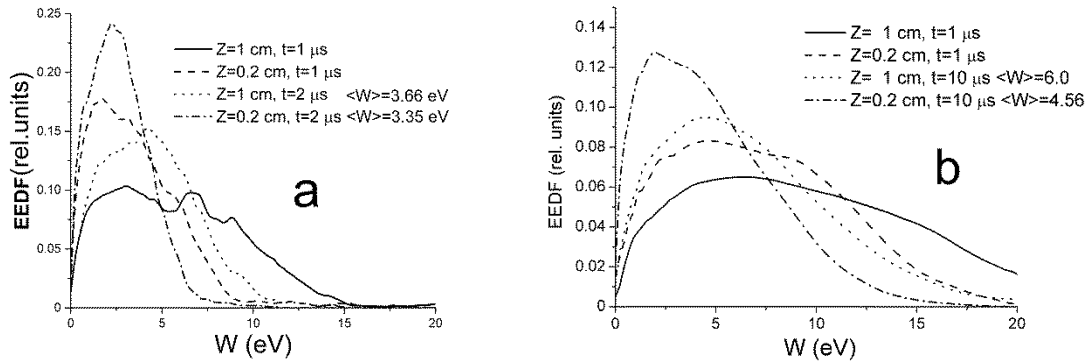 0.25
0.20
0.15
0.10
0.05
0
EEDF(rel.units)
Z=1 cm, t=1 μs
Z=0.2 cm, t=1 μs
Z=1 cm, t=2 μs <W>=3.66 eV
Z=0.2 cm, t=2 μs <W>=3.35 eV
a
0 5 10 15 20
W (eV)
0.14
0.12
0.10
0.08
0.06
0.04
0.02
0.00
EEDF (rel. units)
Z= 1 cm, t=1 μs
Z=0.2 cm, t=1 μs
Z= 1 cm, t=10 μs <W>=6.0
Z=0.2 cm, t=10 μs <W>=4.56
b
0 5 10 15 20
W (eV)